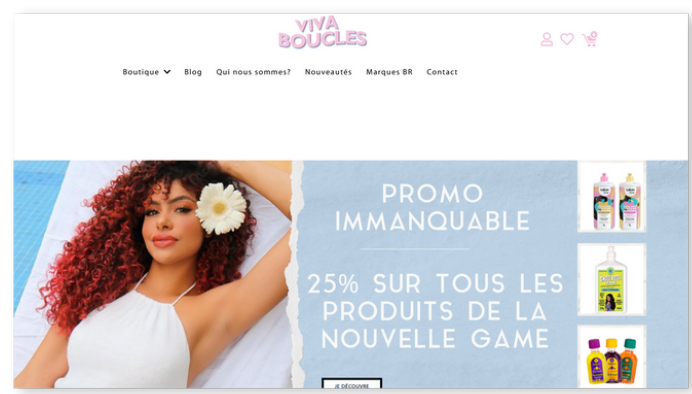 VIVA
BOUCLES
0
Boutique Blog Qui nous sommes? Nouveautés Marques BR Contact
PROMO
IMMANQUABLE
25% SUR TOUS LES
PRODUITS DE LA
NOUVELLE GAME
JE DÉCOUVRE